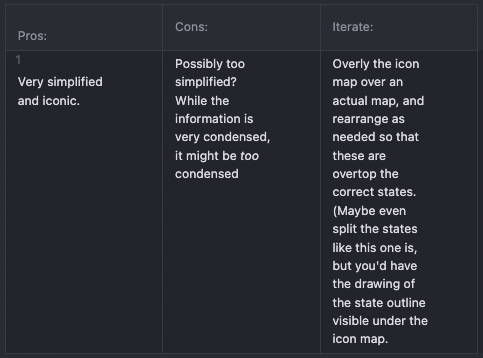 Pros:
Cons:
Iterate:
1
Very simplified
and iconic.
Possibly too
simplified?
While the
information is
very condensed,
it might be too
condensed
Overly the icon
map over an
actual map, and
rearrange as
needed so that
these are
overtop the
correct states.
(Maybe even
split the states
like this one is,
but you'd have
the drawing of
the state outline
visible under the
icon map.